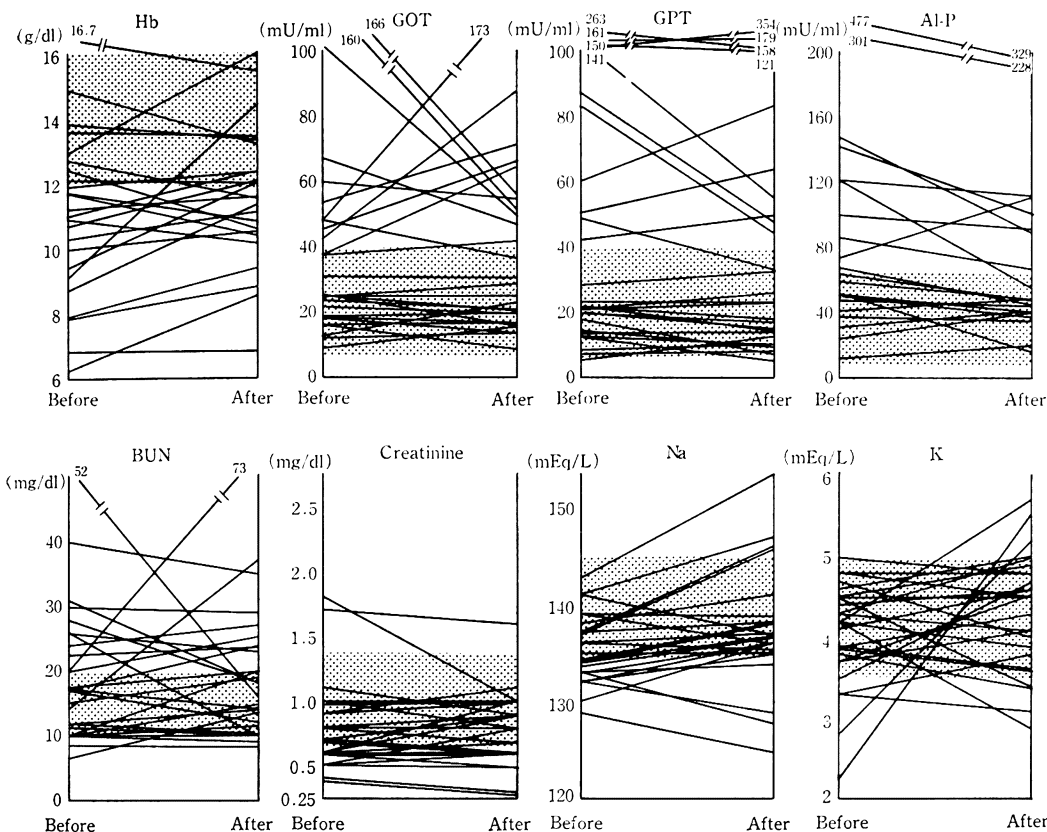 Hb
(g/dl)
16.7
16
14
12
10
8
6
Before After
GOT
(mU/ml)
166
160
173
100
80
60
40
20
0
Before After
GPT
(mU/ml)
263
161
150
141
354
179
158
121
100
80
60
40
20
0
Before After
Al-P
(mU/ml)
477
301
329
228
200
160
120
80
40
0
Before After
BUN
(mg/dl)
52
73
40
30
20
10
0
Before After
Creatinine
(mg/dl)
2.5
2.0
1.5
1.0
0.5
0.25
Before After
Na
(mEq/L)
150
140
130
120
Before After
K
(mEq/L)
6
5
4
3
2
Before After